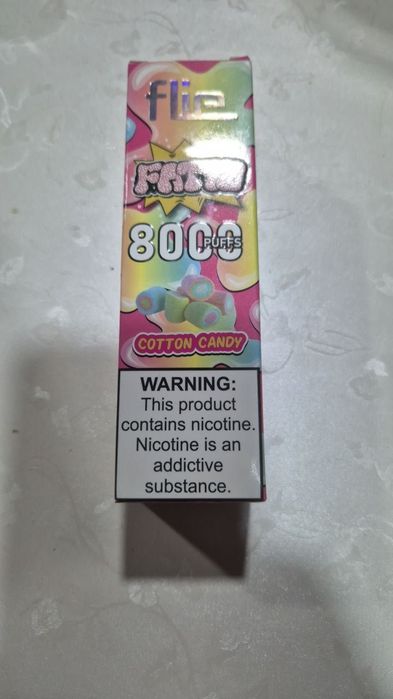 flie
8000
PUFFS
COTTON CANDY
WARNING:
This product
contains nicotine.
Nicotine is an
addictive
substance.